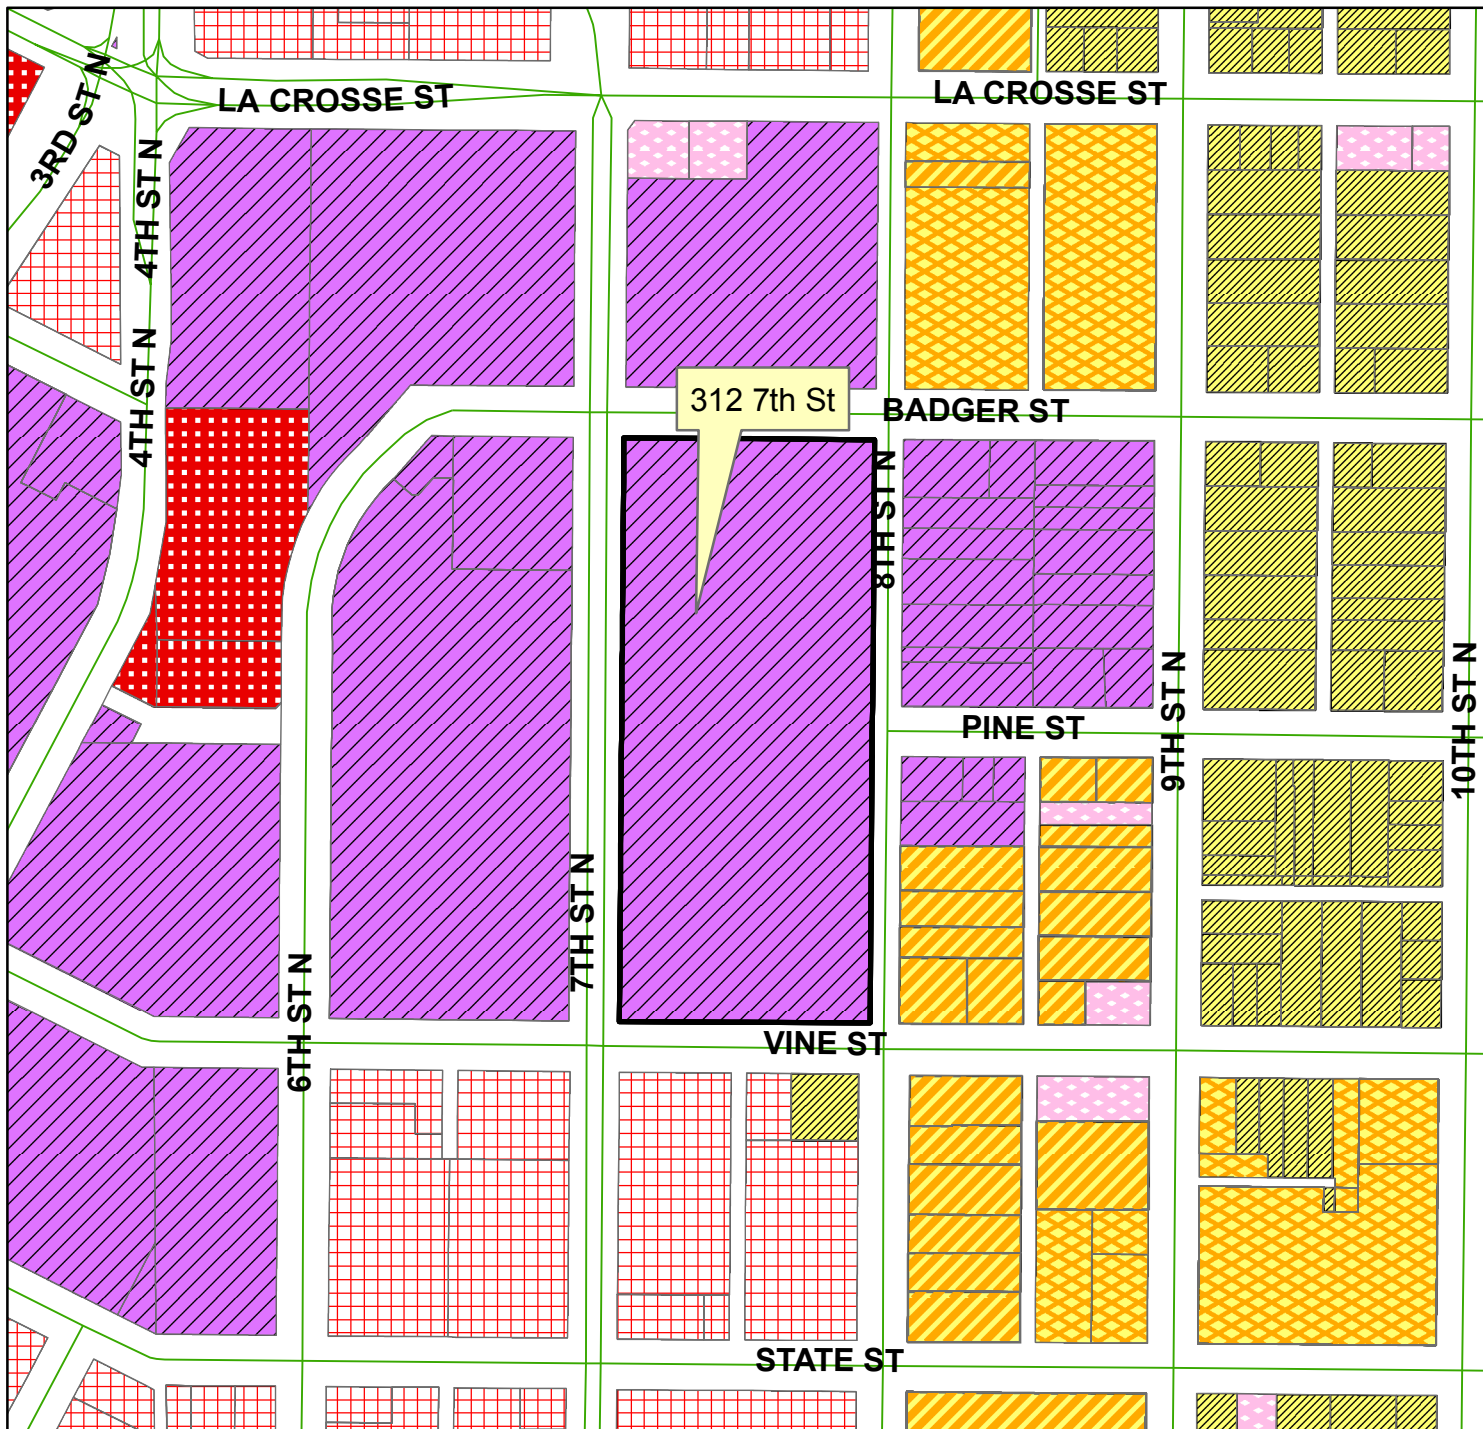 LA CROSSE ST
LA CROSSE ST
3RD ST N
4TH ST N
4TH ST N
312 7th St
BADGER ST
8TH ST N
9TH ST N
10TH ST N
PINE ST
7TH ST N
6TH ST N
VINE ST
STATE ST